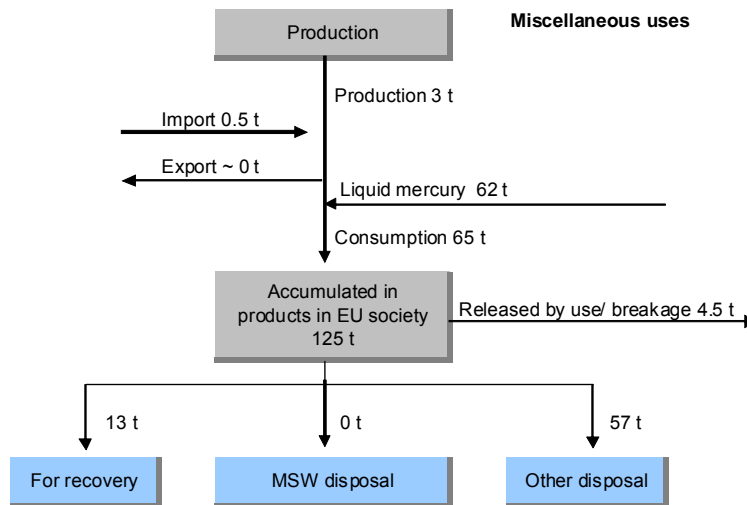 Miscellaneous uses
Production
Production 3 t
Import 0.5 t
Export ~ 0 t
Liquid mercury 62 t
Consumption 65 t
Accumulated in
products in EU society
125 t
Released by use/ breakage 4.5 t
13 t
0 t
57 t
For recovery
MSW disposal
Other disposal